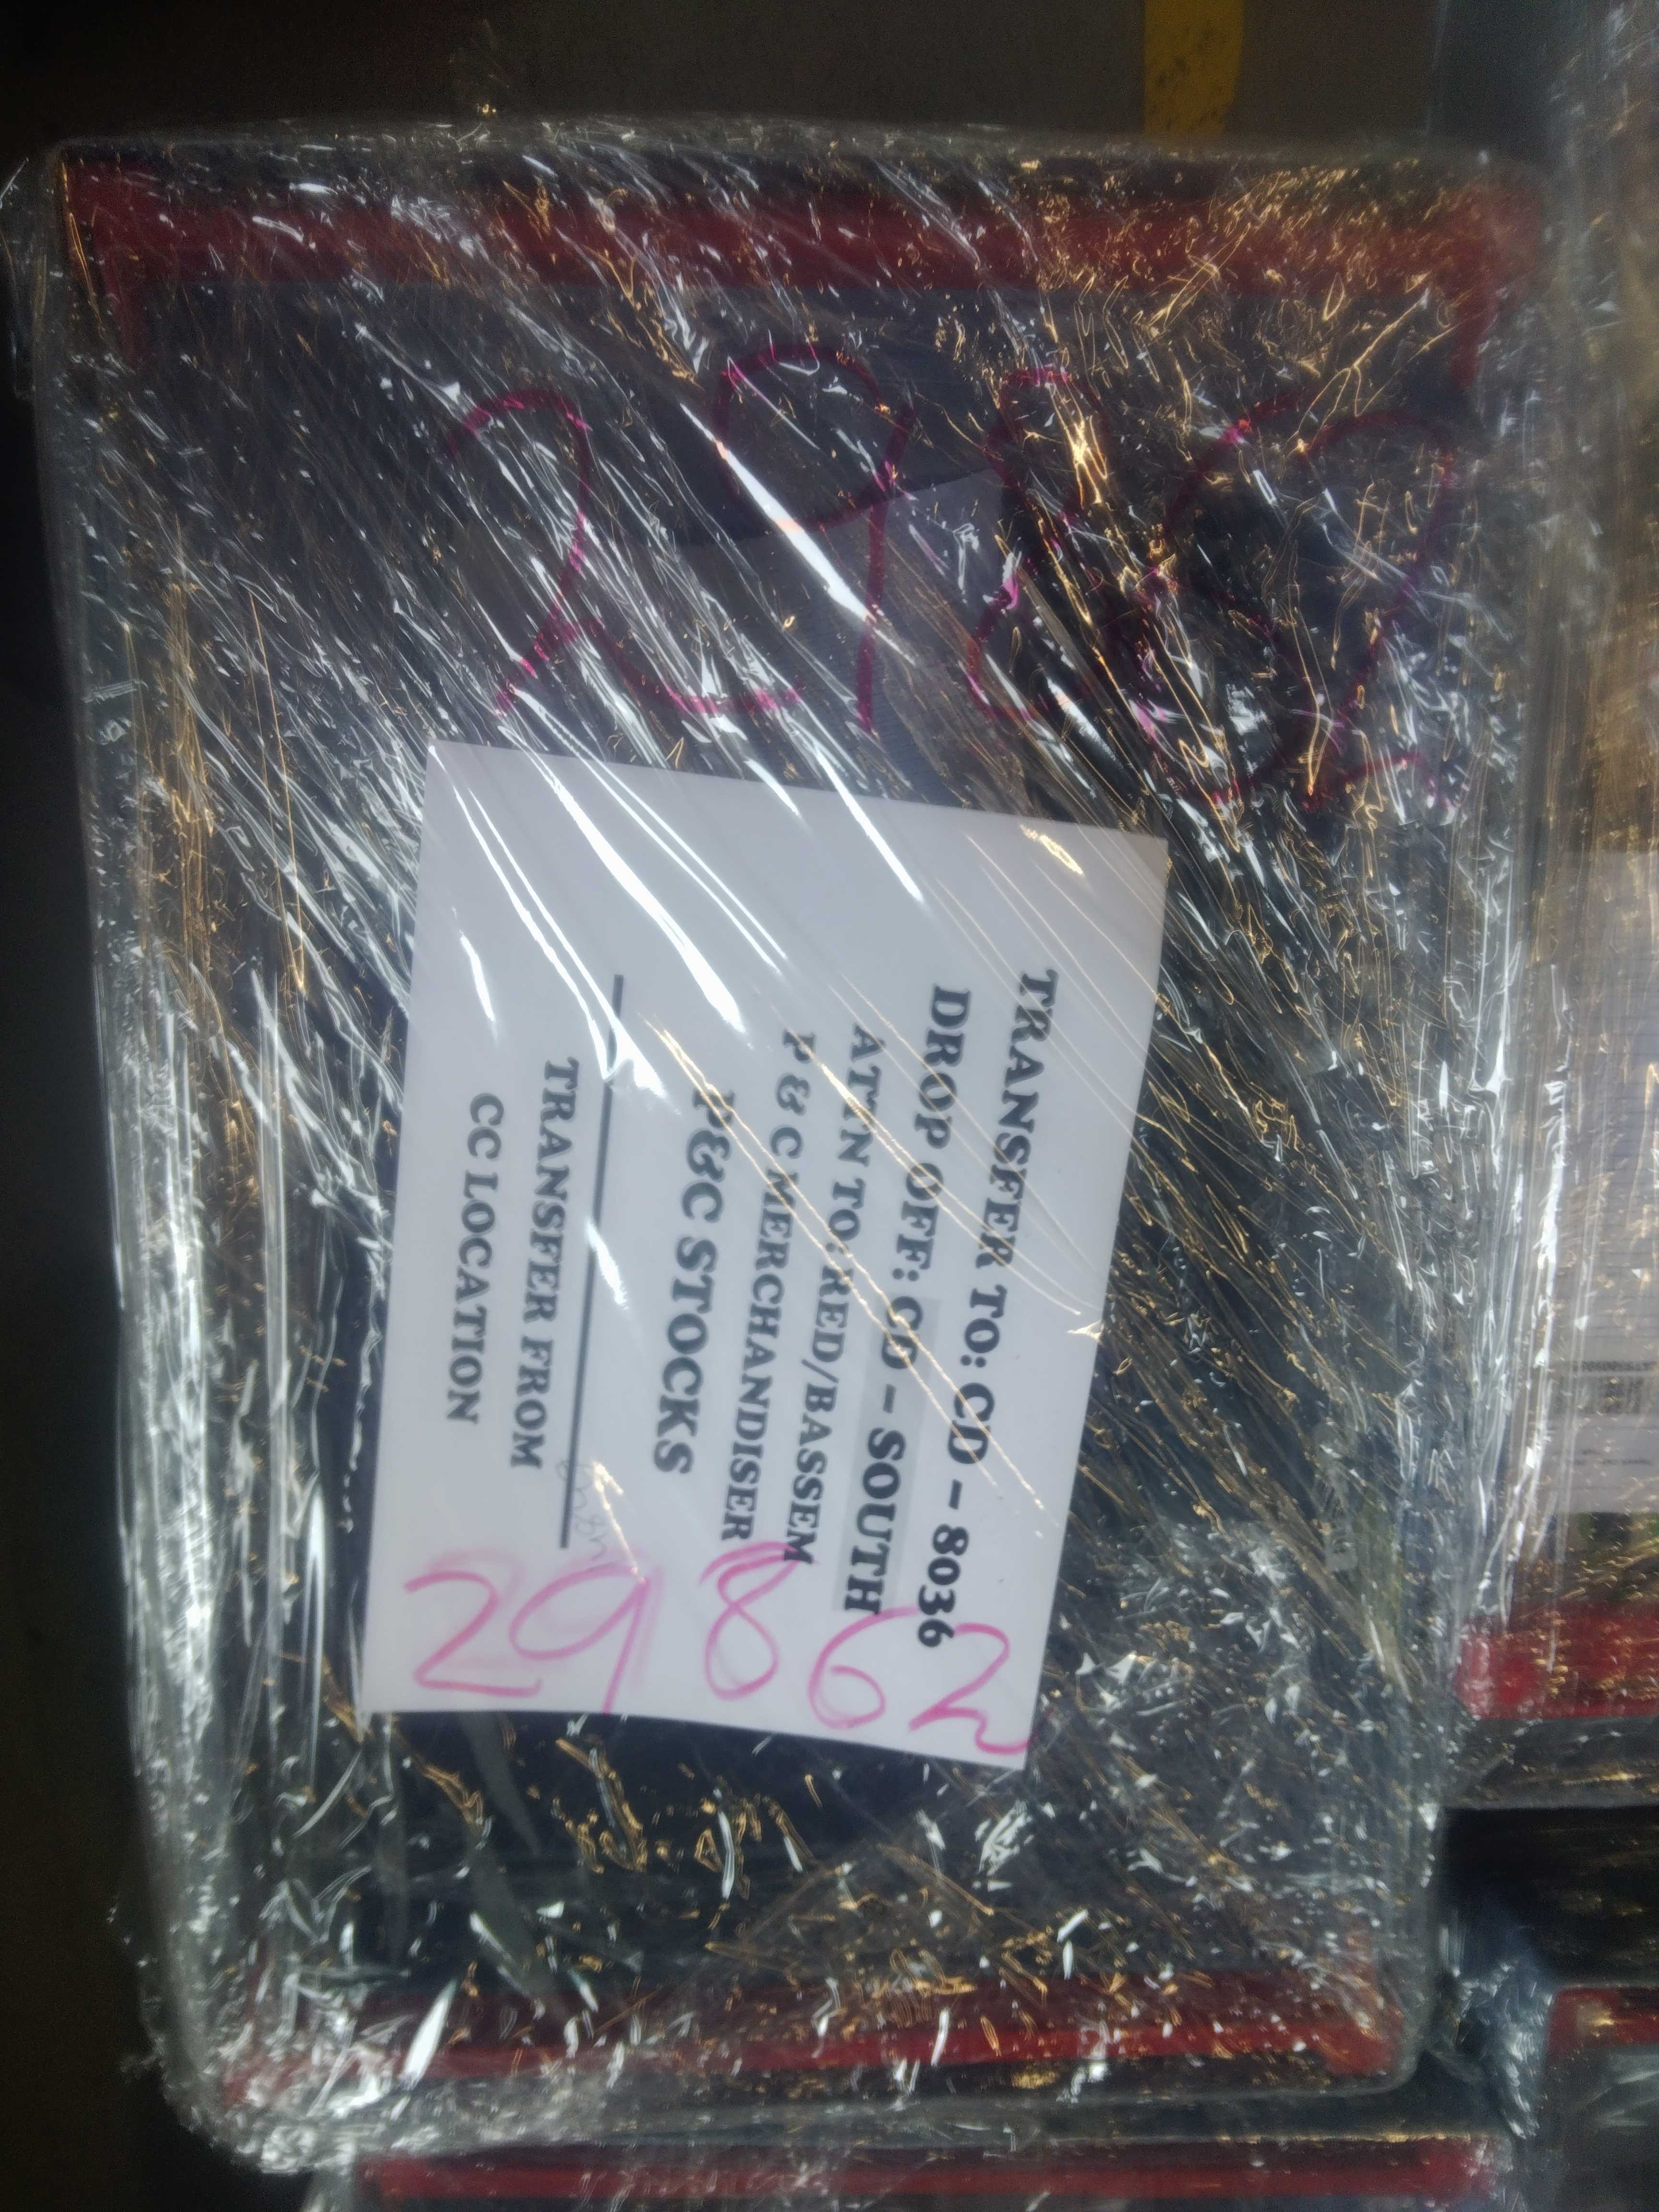 29862
TRANSFER TO: CD – 8036
DROP OFF: CD – SOUTH
ATTN TO: RED/BASSEM
P & C MERCHANDISER
P&C STOCKS
TRANSFER FROM
CC LOCATION
29862